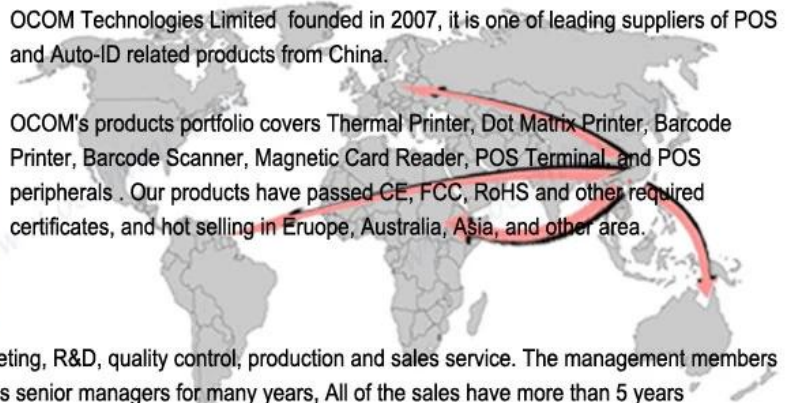 OCOM Technologies Limited founded in 2007, it is one of leading suppliers of POS
and Auto-ID related products from China.
OCOM's products portfolio covers Thermal Printer, Dot Matrix Printer, Barcode
Printer, Barcode Scanner, Magnetic Card Reader, POS Terminal and POS
peripherals . Our products have passed CE, FCC, RoHS and other required
certificates, and hot selling in Eruope, Australia, Asia, and other area.
eting, R&D, quality control, production and sales service. The management members
s senior managers for many years, All of the sales have more than 5 years